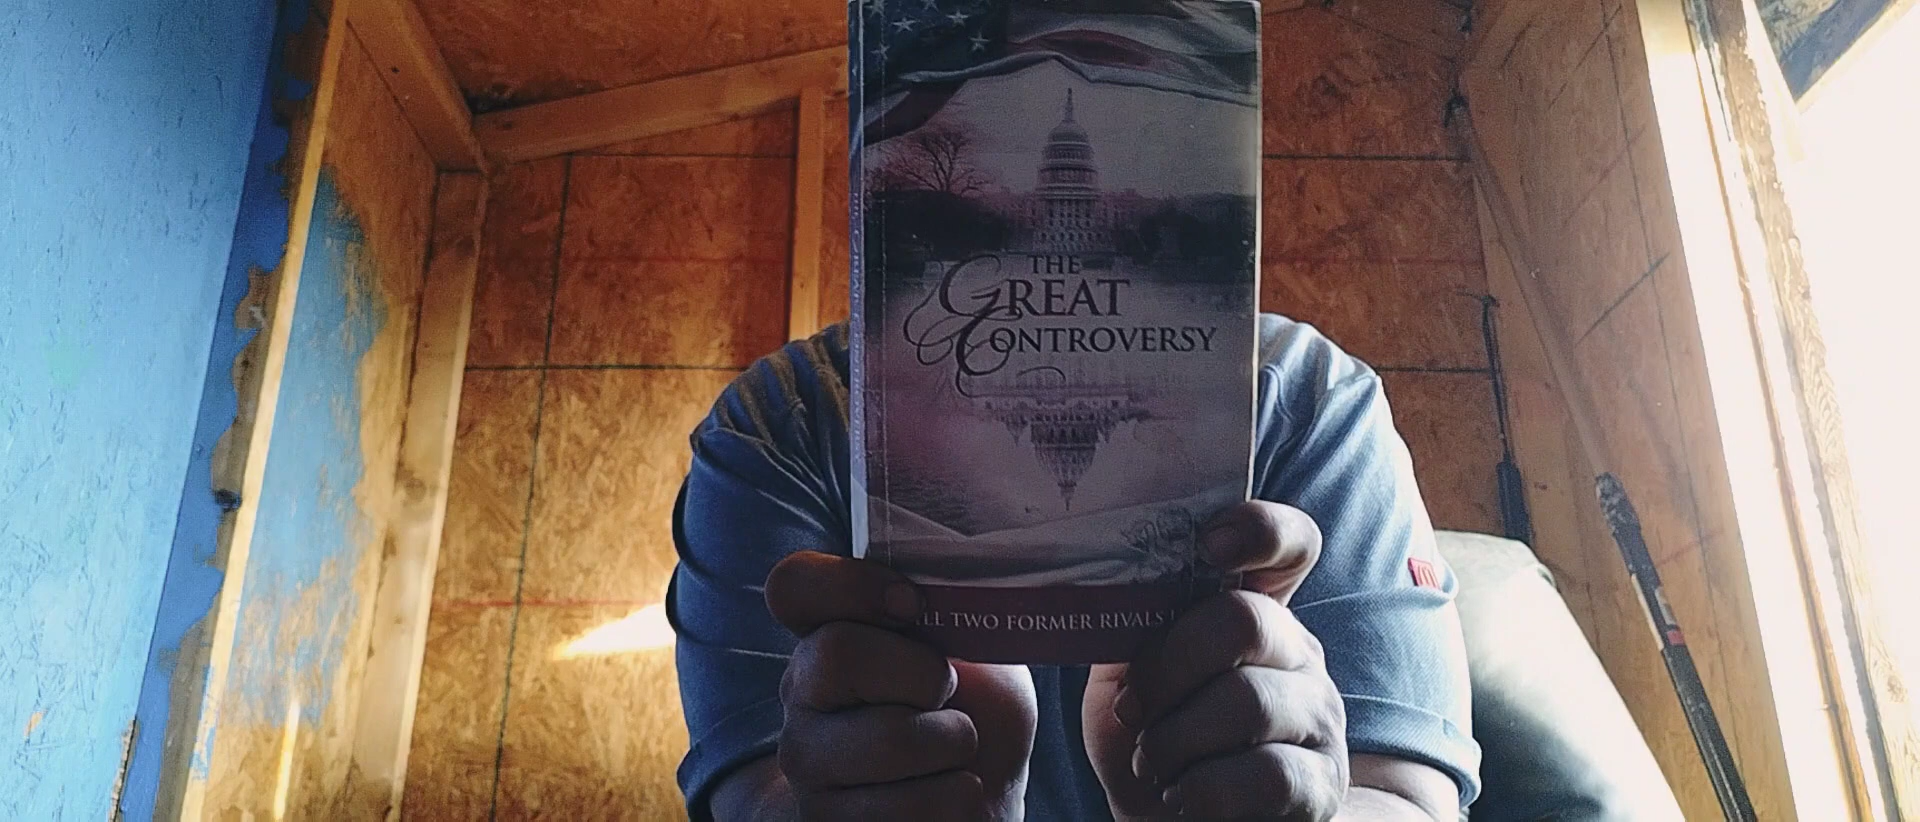 THE
GREAT
CONTROVERSY
LL TWO FORMER RIVALS